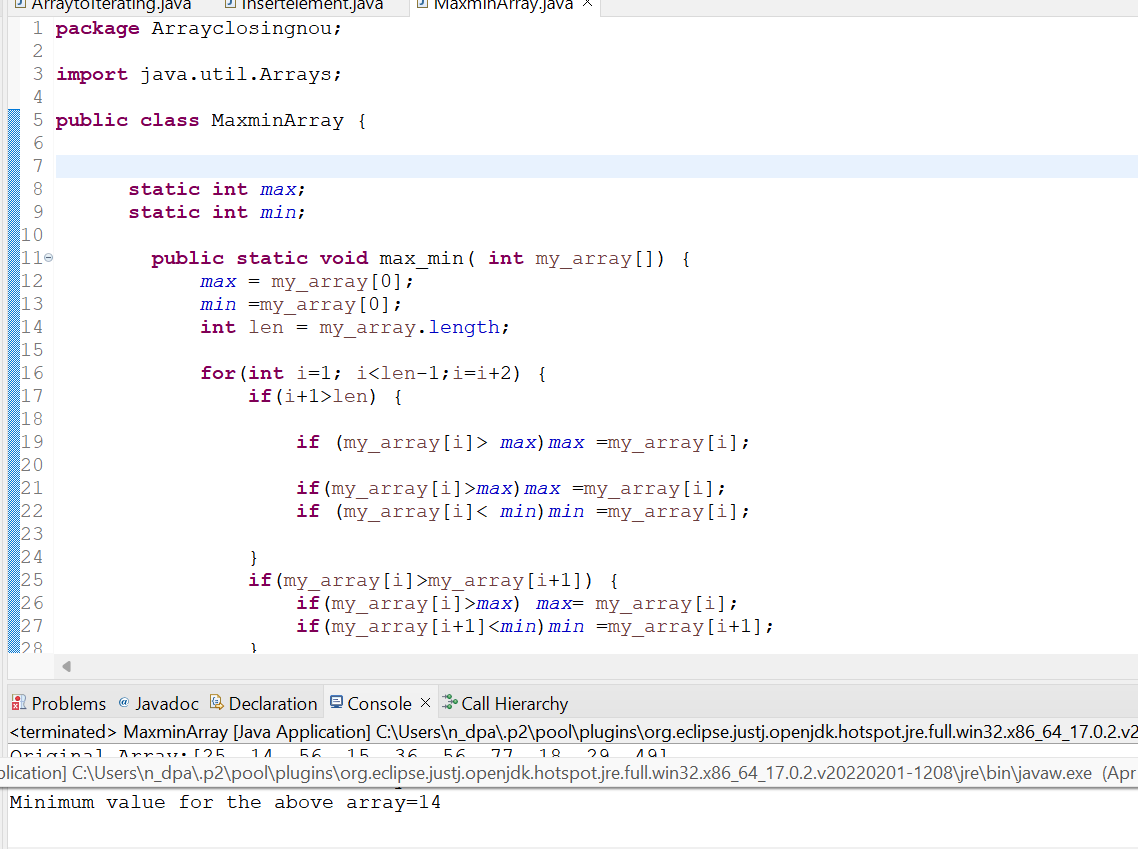 ArraytoIterating.java Insertelement.java MaxminArray.java
1 package Arrayclosingnou;
2
3 import java.util.Arrays;
4
5 public class MaxminArray {
6
7
8 static int max;
9 static int min;
10
11 public static void max_min( int my_array[]) {
12 max = my_array[0];
13 min =my_array[0];
14 int len = my_array.length;
15
16 for(int i=1; i<len-1;i=i+2) {
17 if(i+1>len) {
18
19 if (my_array[i]> max)max =my_array[i];
20
21 if(my_array[i]>max)max =my_array[i];
22 if (my_array[i]< min)min =my_array[i];
23
24 }
25 if(my_array[i]>my_array[i+1]) {
26 if(my_array[i]>max) max= my_array[i];
27 if(my_array[i+1]<min)min =my_array[i+1];
28 }
Problems @ Javadoc Declaration Console Call Hierarchy
<terminated> MaxminArray [Java Application] C:\Users\n_dpa\.p2\pool\plugins\org.eclipse.justj.openjdk.hotspot.jre.full.win32.x86_64_17.0.2.v2
Original Array:[25, 14, 56, 15, 36, 56, 77, 18, 29, 49]
plication] C:\Users\n_dpa\.p2\pool\plugins\org.eclipse.justj.openjdk.hotspot.jre.full.win32.x86_64_17.0.2.v20220201-1208\jre\bin\javaw.exe (Apr
Minimum value for the above array=14